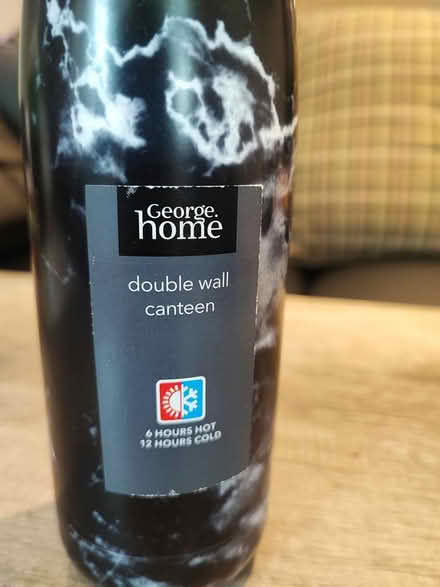 George.
home
double wall
canteen
6 HOURS HOT
12 HOURS COLD